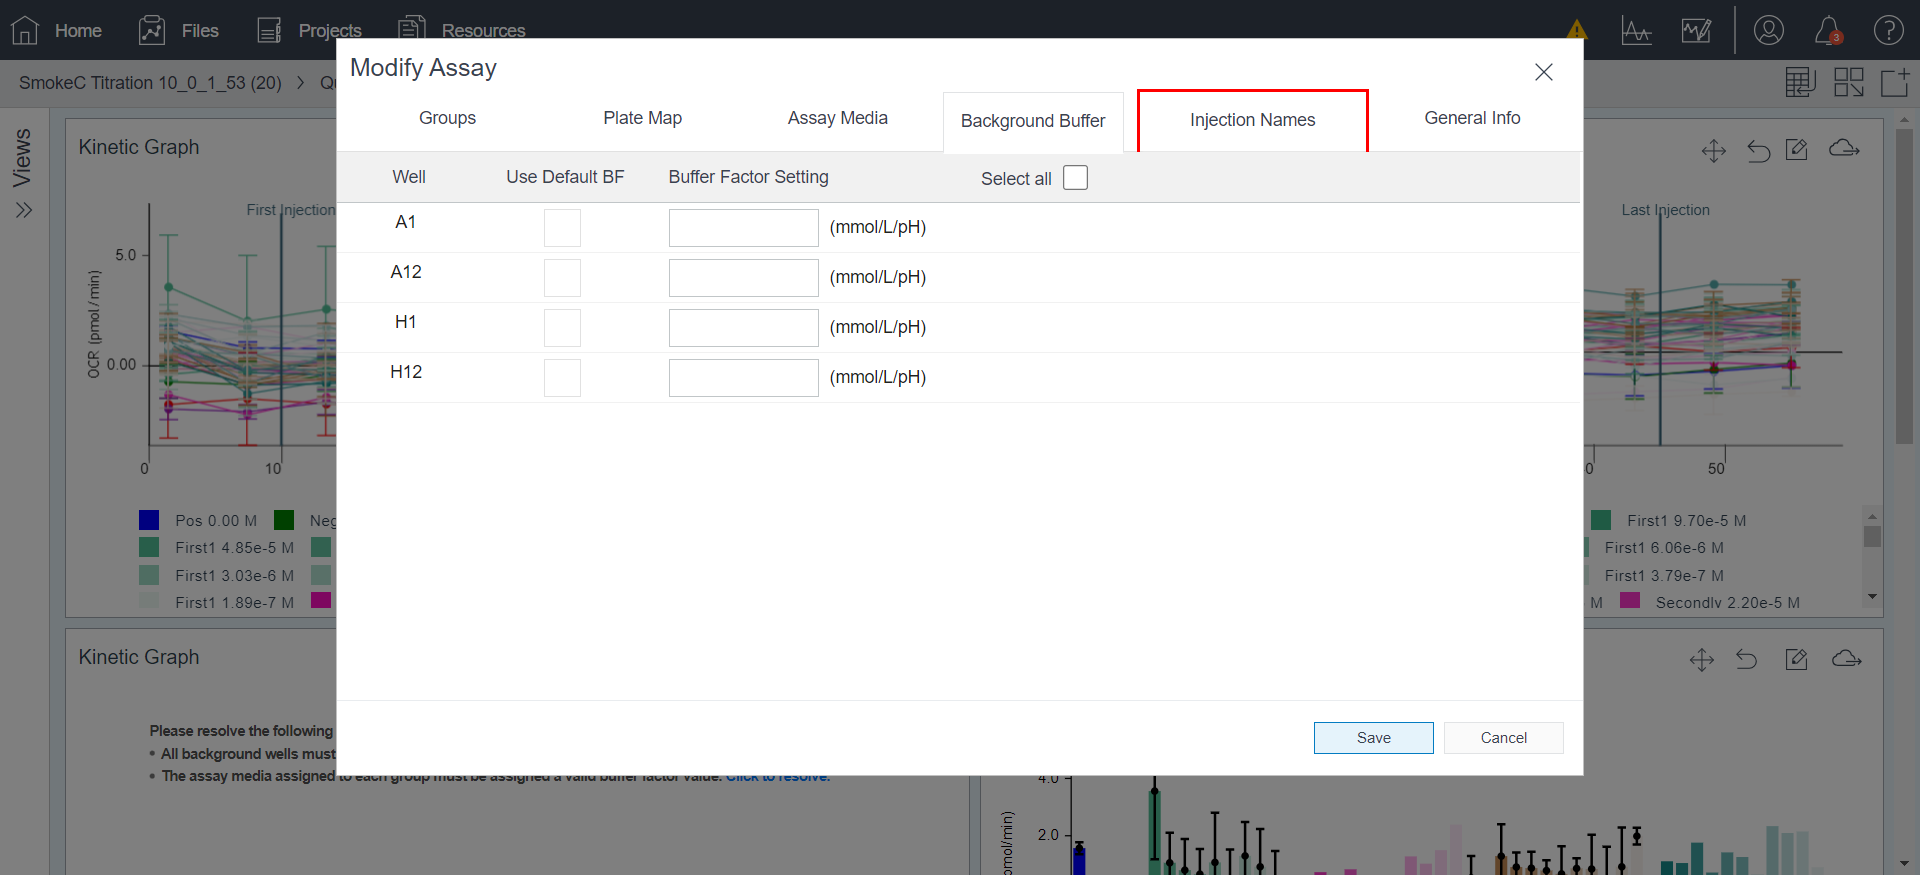 Home Files Projects Resources
3
SmokeC Titration 10_0_1_53 (20) > Qu
Modify Assay
Groups Plate Map Assay Media Background Buffer Injection Names General Info
Well Use Default BF Buffer Factor Setting Select all
A1 (mmol/L/pH)
A12 (mmol/L/pH)
H1 (mmol/L/pH)
H12 (mmol/L/pH)
Save Cancel
Views
Kinetic Graph
First Injection
Last Injection
OCR (pmol/min)
5.0
0.00
0 10 0 50
Pos 0.00 M Neg First1 9.70e-5 M
First1 4.85e-5 M First1 6.06e-6 M
First1 3.03e-6 M First1 3.79e-7 M
First1 1.89e-7 M M Secondly 2.20e-5 M
Kinetic Graph
Please resolve the following
• All background wells must
• The assay media assigned to each group must be assigned a valid buffer factor value. Click to resolve.
4.0
2.0
omol/min)